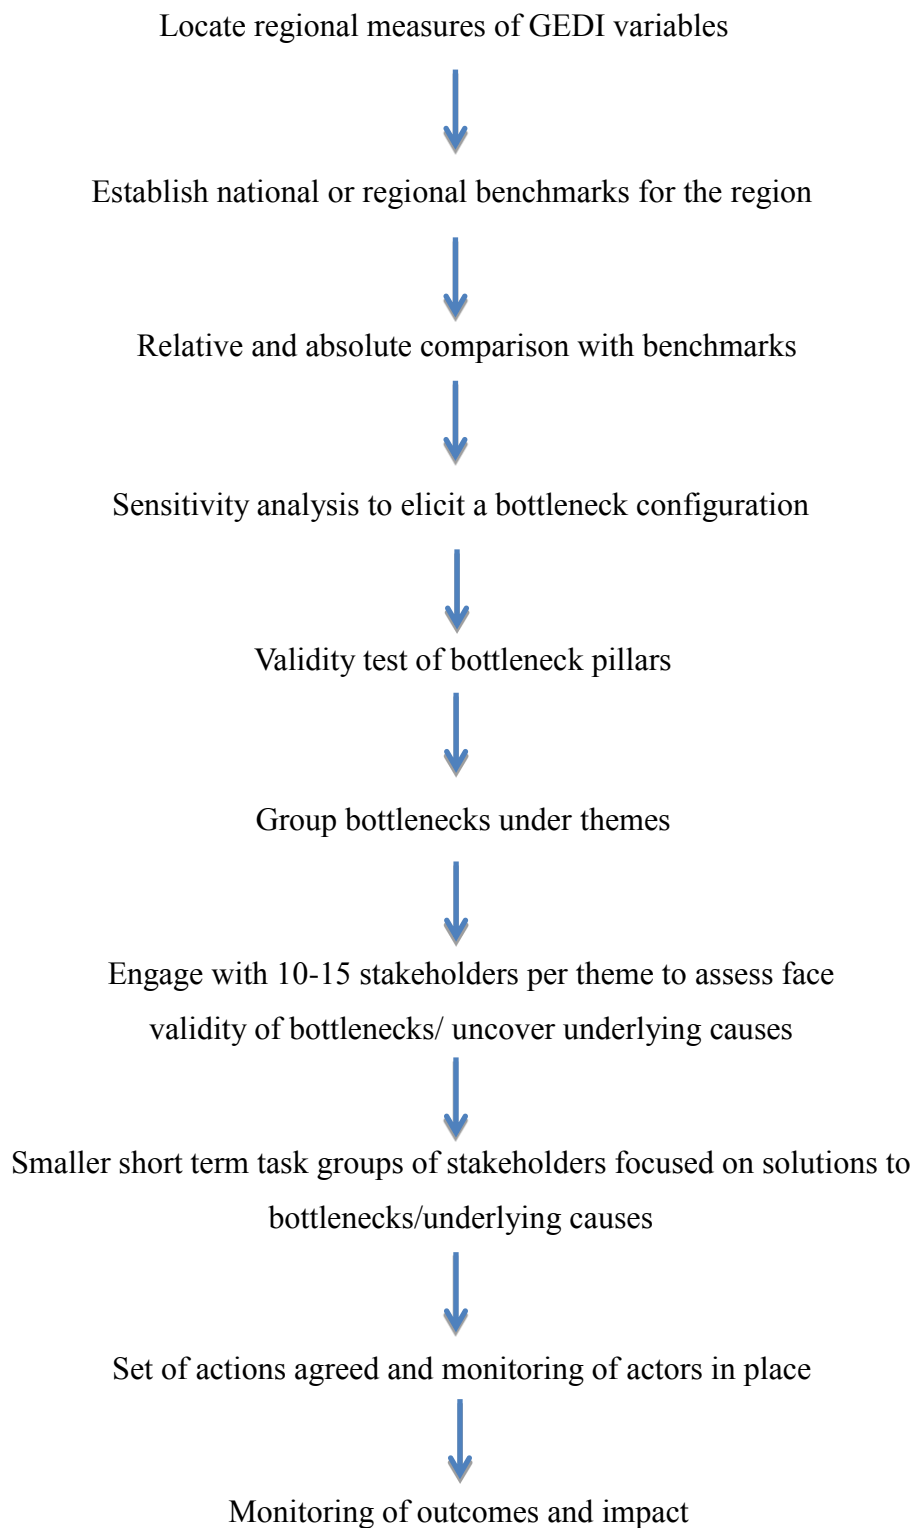 Locate regional measures of GEDI variables
Establish national or regional benchmarks for the region
Relative and absolute comparison with benchmarks
Sensitivity analysis to elicit a bottleneck configuration
Validity test of bottleneck pillars
Group bottlenecks under themes
Engage with 10-15 stakeholders per theme to assess face
validity of bottlenecks/ uncover underlying causes
Smaller short term task groups of stakeholders focused on solutions to
bottlenecks/underlying causes
Set of actions agreed and monitoring of actors in place
Monitoring of outcomes and impact